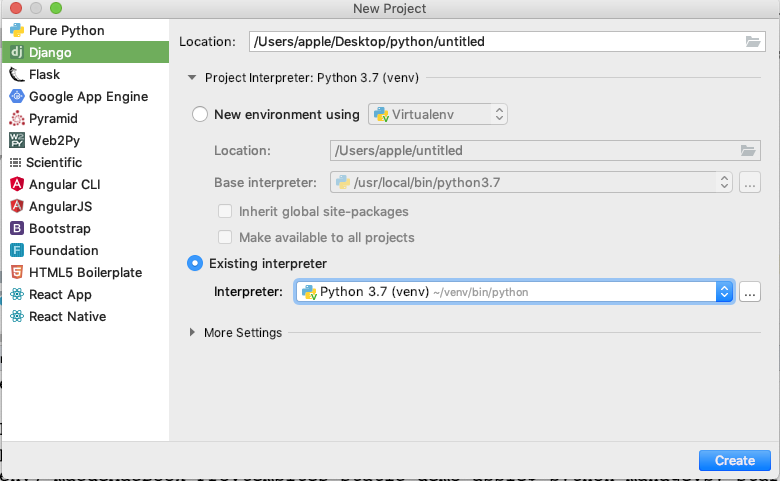 New Project
Pure Python
Django
Flask
Google App Engine
Pyramid
Web2Py
Scientific
Angular CLI
AngularJS
Bootstrap
Foundation
HTML5 Boilerplate
React App
React Native
Location: /Users/apple/Desktop/python/untitled
Project Interpreter: Python 3.7 (venv)
New environment using Virtualenv
Location: /Users/apple/untitled
Base interpreter: /usr/local/bin/python3.7 ...
Inherit global site-packages
Make available to all projects
Existing interpreter
Interpreter: Python 3.7 (venv) ~/venv/bin/python ...
More Settings
Create